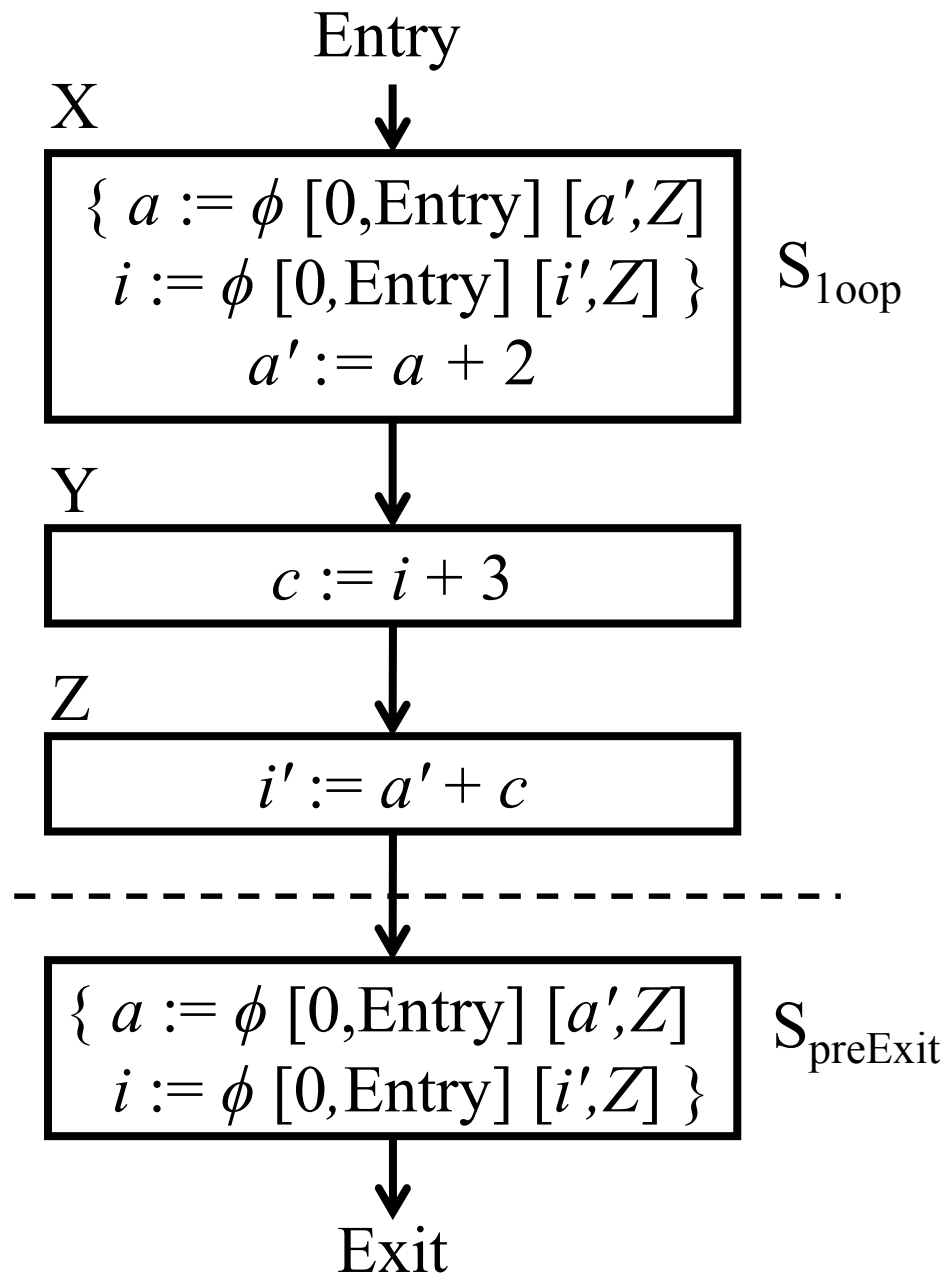 Entry
X
{ a := ϕ [0,Entry] [a′,Z]
i := ϕ [0,Entry] [i′,Z] }
a′ := a + 2
S_loop
Y
c := i + 3
Z
i′ := a′ + c
{ a := ϕ [0,Entry] [a′,Z]
i := ϕ [0,Entry] [i′,Z] }
S_preExit
Exit